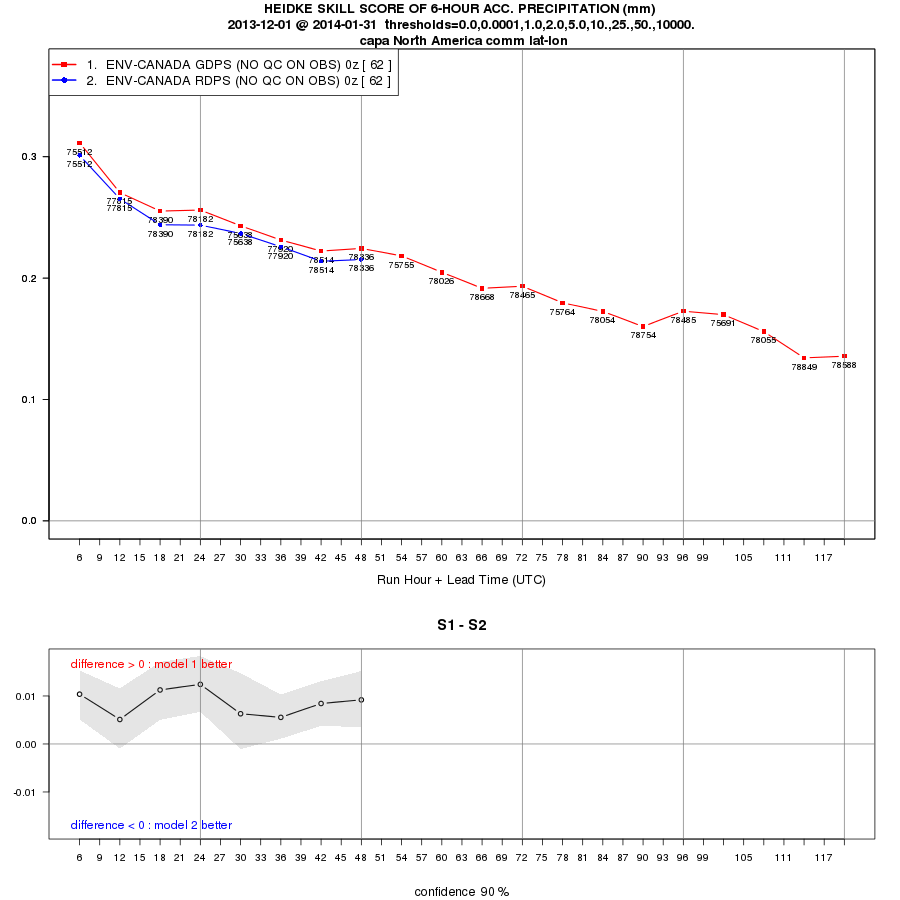 HEIDKE SKILL SCORE OF 6-HOUR ACC. PRECIPITATION (mm)
2013-12-01 @ 2014-01-31 thresholds=0.0,0.0001,1.0,2.0,5.0,10.,25.,50.,10000.
capa North America comm lat-lon
1. ENV-CANADA GDPS (NO QC ON OBS) 0z [ 62 ]
2. ENV-CANADA RDPS (NO QC ON OBS) 0z [ 62 ]
0.3
0.2
0.1
0.0
75512
75512
77815
77815
78390
78390
78182
78182
75638
75638
77920
77920
78514
78514
78336
78336
75755
78026
78668
78465
75764
78054
78754
78485
75691
78055
78849
78588
6 9 12 15 18 21 24 27 30 33 36 39 42 45 48 51 54 57 60 63 66 69 72 75 78 81 84 87 90 93 96 99 105 111 117
Run Hour + Lead Time (UTC)
S1 - S2
difference > 0 : model 1 better
0.01
0.00
-0.01
difference < 0 : model 2 better
6 9 12 15 18 21 24 27 30 33 36 39 42 45 48 51 54 57 60 63 66 69 72 75 78 81 84 87 90 93 96 99 105 111 117
confidence 90 %